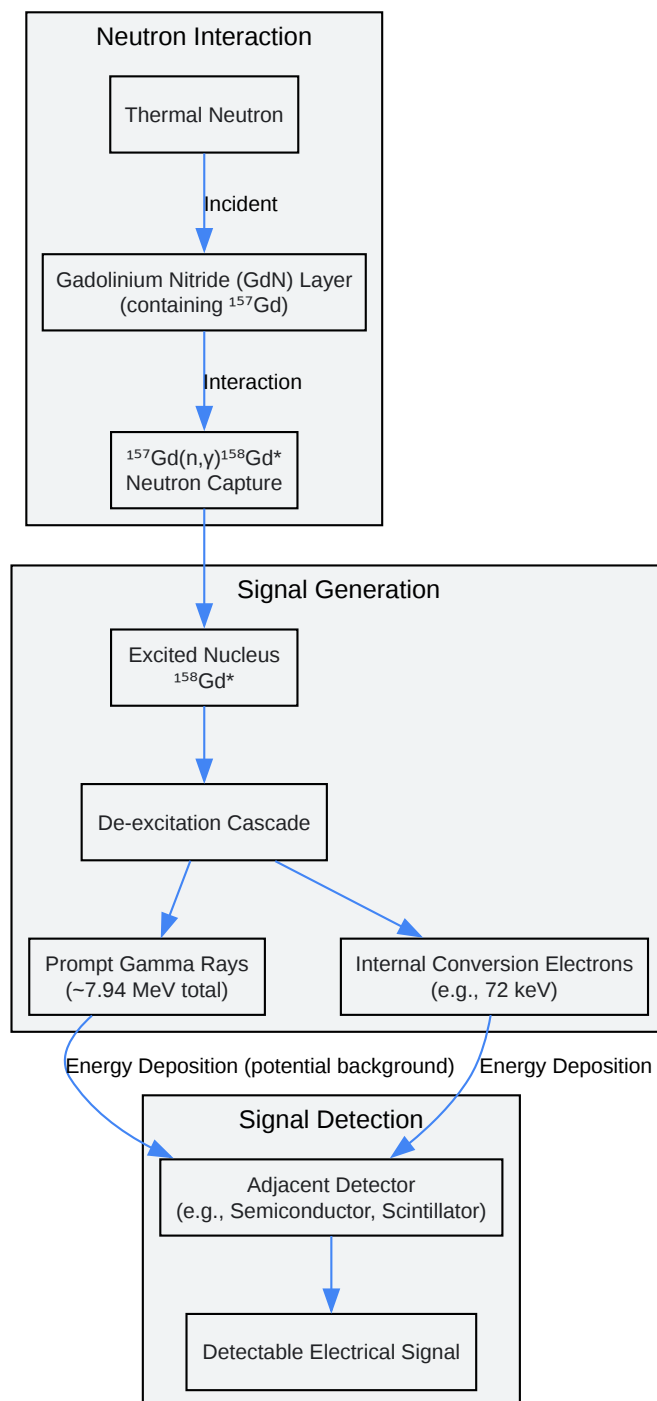 Neutron Interaction
Thermal Neutron
Incident
Gadolinium Nitride (GdN) Layer
(containing ¹⁵⁷Gd)
Interaction
¹⁵⁷Gd(n,γ)¹⁵⁸Gd*
Neutron Capture
Signal Generation
Excited Nucleus
¹⁵⁸Gd*
De-excitation Cascade
Prompt Gamma Rays
(~7.94 MeV total)
Internal Conversion Electrons
(e.g., 72 keV)
Energy Deposition (potential background)
Energy Deposition
Signal Detection
Adjacent Detector
(e.g., Semiconductor, Scintillator)
Detectable Electrical Signal